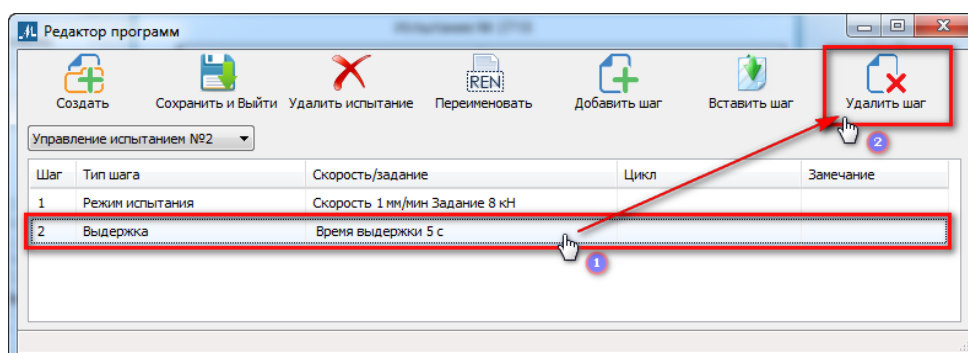 Редактор программ
REN
Создать Сохранить и Выйти Удалить испытание Переименовать Добавить шаг Вставить шаг Удалить шаг
Управление испытанием №2
2
Шаг Тип шага Скорость/задание Цикл Замечание
1 Режим испытания Скорость 1 мм/мин Задание 8 кН
2 Выдержка Время выдержки 5 с
1